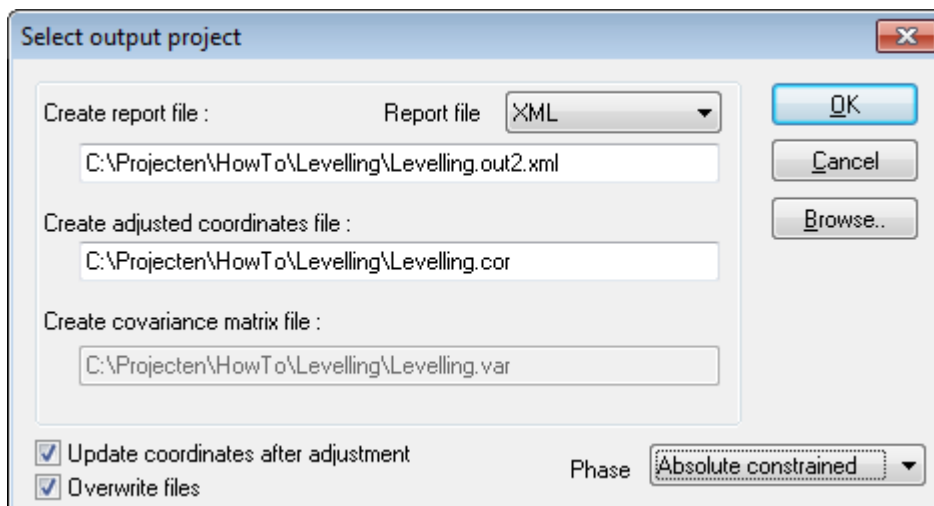 Select output project
Create report file :
Report file
XML
OK
C:\Projecten\HowTo\Levelling\Levelling.out2.xml
Cancel
Create adjusted coordinates file :
Browse..
C:\Projecten\HowTo\Levelling\Levelling.cor
Create covariance matrix file :
C:\Projecten\HowTo\Levelling\Levelling.var
Update coordinates after adjustment
Phase
Absolute constrained
Overwrite files